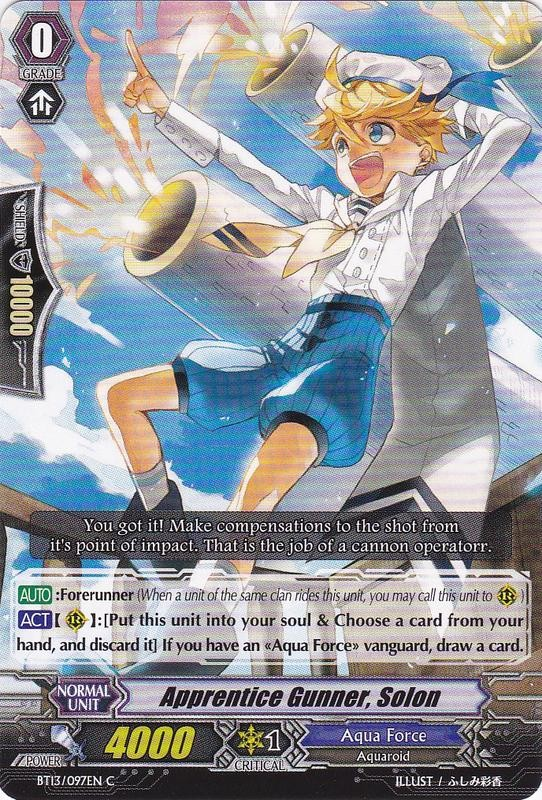 0
GRADE
SHIELD
10000
You got it! Make compensations to the shot from
it's point of impact. That is the job of a cannon operatorr.
AUTO :Forerunner (When a unit of the same clan rides this unit, you may call this unit to R )
ACT【 R 】:[Put this unit into your soul & Choose a card from your
hand, and discard it] If you have an «Aqua Force» vanguard, draw a card.
NORMAL
UNIT
Apprentice Gunner, Solon
POWER
4000
1
CRITICAL
Aqua Force
Aquaroid
BT13/097EN C
ILLUST / ふしみ彩香